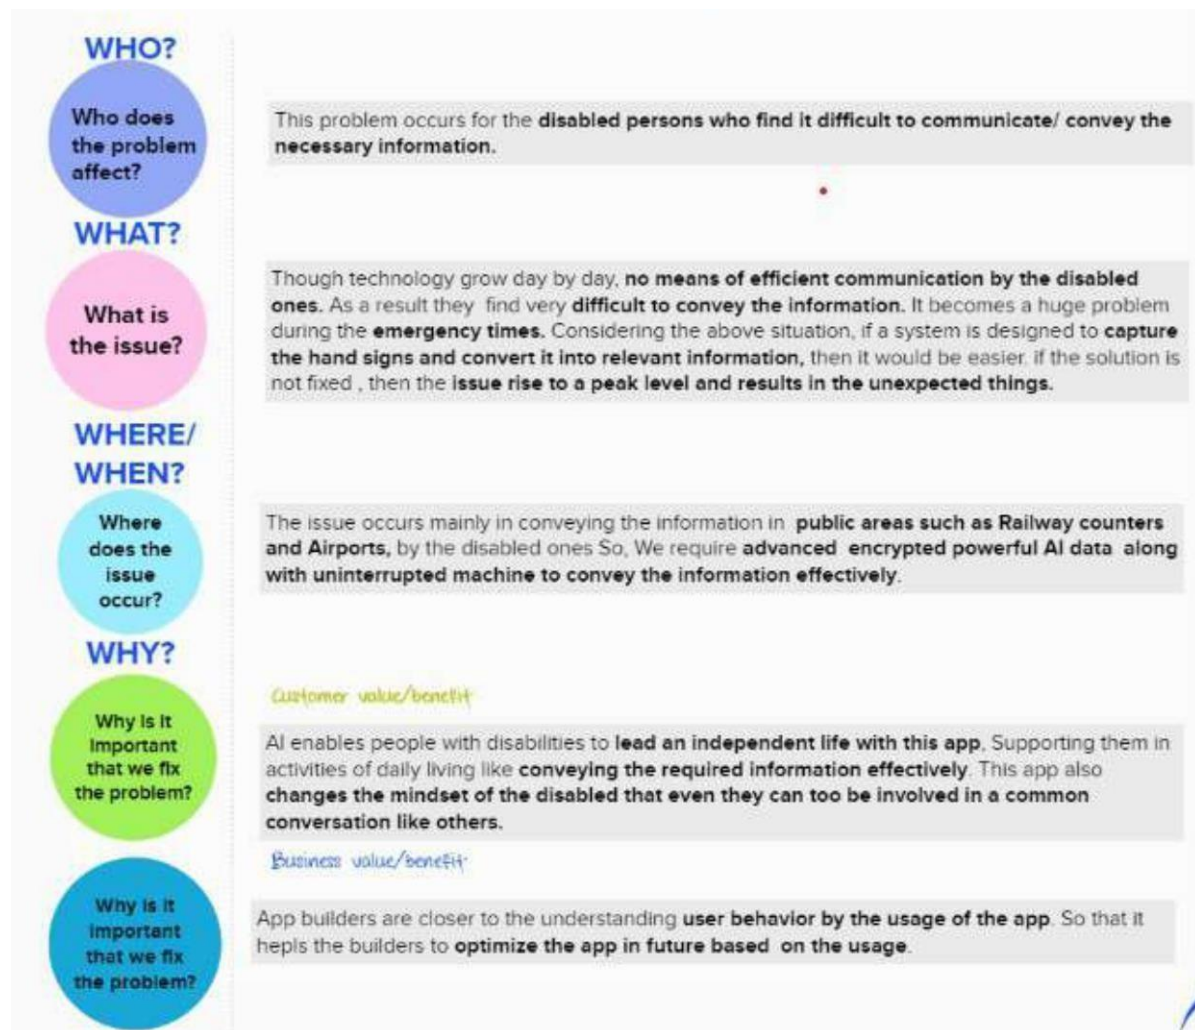 WHO?
Who does
the problem
affect?
This problem occurs for the disabled persons who find it difficult to communicate/ convey the
necessary information.
WHAT?
What is
the issue?
Though technology grow day by day, no means of efficient communication by the disabled
ones. As a result they find very difficult to convey the information. It becomes a huge problem
during the emergency times. Considering the above situation, if a system is designed to capture
the hand signs and convert it into relevant information, then it would be easier. if the solution is
not fixed , then the issue rise to a peak level and results in the unexpected things.
WHERE/
WHEN?
Where
does the
issue
occur?
The issue occurs mainly in conveying the information in public areas such as Railway counters
and Airports, by the disabled ones So, We require advanced encrypted powerful AI data along
with uninterrupted machine to convey the information effectively.
WHY?
Why is it
important
that we fix
the problem?
Customer value/benefit
AI enables people with disabilities to lead an independent life with this app, Supporting them in
activities of daily living like conveying the required information effectively. This app also
changes the mindset of the disabled that even they can too be involved in a common
conversation like others.
Business value/benefit
Why is it
important
that we fix
the problem?
App builders are closer to the understanding user behavior by the usage of the app. So that it
hepls the builders to optimize the app in future based on the usage.